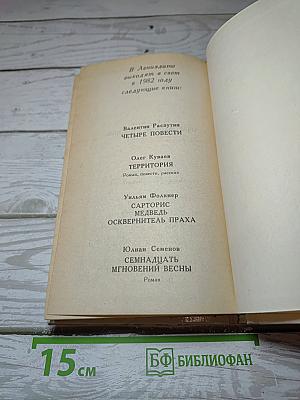 В Лениздате
выходят в свет
в 1982 году
следующие книги:
Валентин Распутин
ЧЕТЫРЕ ПОВЕСТИ
Олег Куваев
ТЕРРИТОРИЯ
Роман, повести, рассказы
Уильям Фолкнер
САРТОРИС
МЕДВЕДЬ
ОСКВЕРНИТЕЛЬ ПРАХА
Юлиан Семенов
СЕМНАДЦАТЬ
МГНОВЕНИЙ ВЕСНЫ
Роман
15 см
БФ БИБЛИОФАН